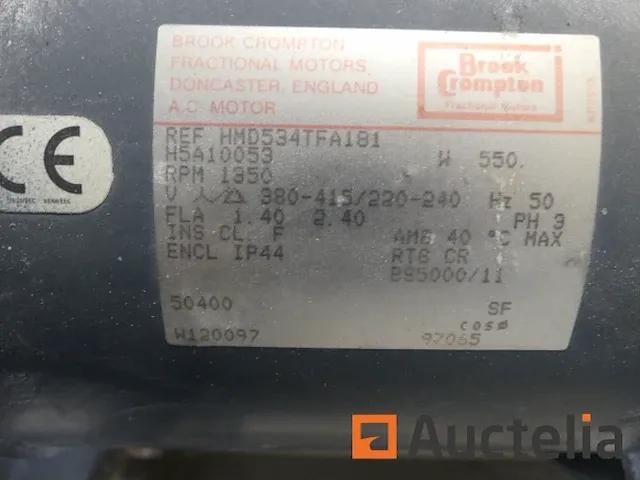 BROOK CROMPTON
FRACTIONAL MOTORS
DONCASTER, ENGLAND
A.C. MOTOR
Brook
Crompton
Fractional Motors
REF HMD534TFA181
H5A10053 W 550.
RPM 1350
V 380-415/220-240 Hz 50
FLA 1.40 2.40 PH 3
INS CL. F AMB 40 °C MAX
ENCL IP44 RTG CR
BS5000/11
50400 SF
cosø
W120097 97065
CE
Auctelia